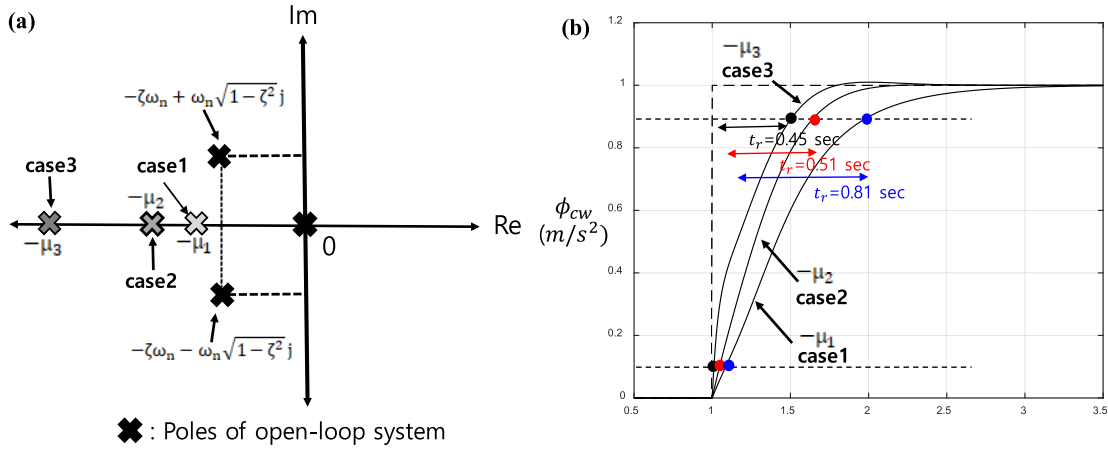 (a)
Im
−ζωn + ωn√1−ζ² j
case3
case1
−μ2
−μ3
−μ1
Re
0
case2
−ζωn − ωn√1−ζ² j
✖ : Poles of open-loop system
(b)
1.2
1
0.8
0.6
0.4
0.2
0
ϕcw
(m/s²)
−μ3
case3
tr=0.45 sec
tr=0.51 sec
tr=0.81 sec
−μ2
case2
−μ1
case1
0.5 1 1.5 2 2.5 3 3.5